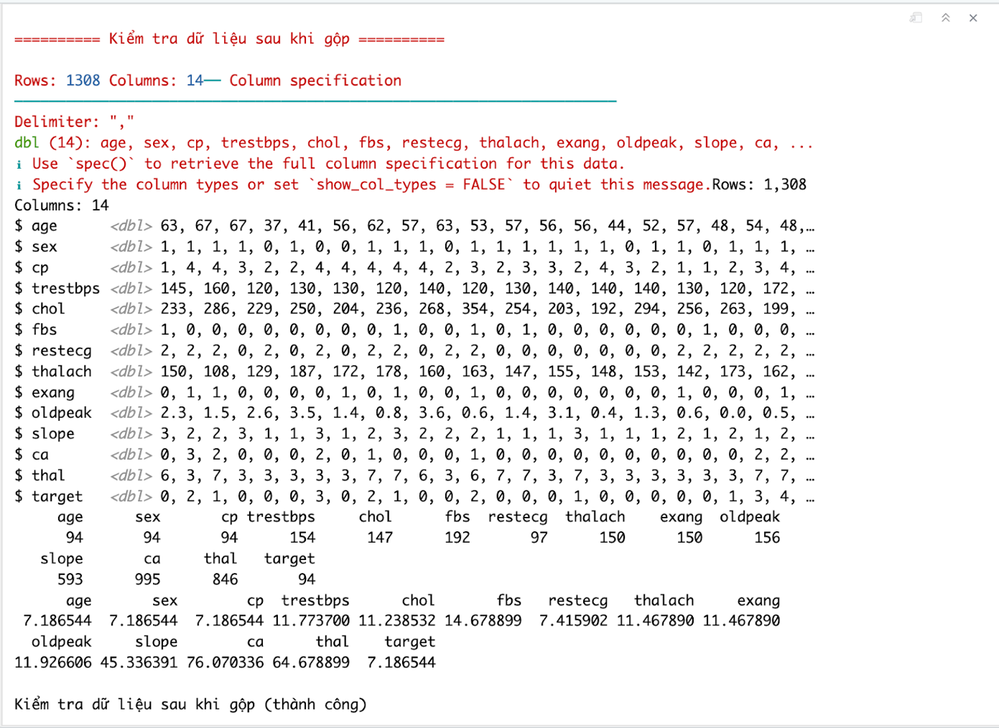 ========== Kiểm tra dữ liệu sau khi gộp ==========
Rows: 1308 Columns: 14── Column specification
──────────────────────────────────────────────────────────────────────
Delimiter: ","
dbl (14): age, sex, cp, trestbps, chol, fbs, restecg, thalach, exang, oldpeak, slope, ca, ...
ℹ Use `spec()` to retrieve the full column specification for this data.
ℹ Specify the column types or set `show_col_types = FALSE` to quiet this message.Rows: 1,308
Columns: 14
$ age      <dbl> 63, 67, 67, 37, 41, 56, 62, 57, 63, 53, 57, 56, 56, 44, 52, 57, 48, 54, 48,…
$ sex      <dbl> 1, 1, 1, 1, 0, 1, 0, 0, 1, 1, 1, 0, 1, 1, 1, 1, 1, 1, 0, 1, 1, 0, 1, 1, 1, …
$ cp       <dbl> 1, 4, 4, 3, 2, 2, 4, 4, 4, 4, 4, 2, 3, 2, 3, 3, 2, 4, 3, 2, 1, 1, 2, 3, 4, …
$ trestbps <dbl> 145, 160, 120, 130, 130, 120, 140, 120, 130, 140, 140, 140, 130, 120, 172, …
$ chol     <dbl> 233, 286, 229, 250, 204, 236, 268, 354, 254, 203, 192, 294, 256, 263, 199, …
$ fbs      <dbl> 1, 0, 0, 0, 0, 0, 0, 0, 0, 1, 0, 0, 1, 0, 1, 0, 0, 0, 0, 0, 0, 1, 0, 0, 0, …
$ restecg  <dbl> 2, 2, 2, 0, 2, 0, 2, 0, 2, 2, 0, 2, 2, 0, 0, 0, 0, 0, 0, 0, 2, 2, 2, 2, 2, …
$ thalach  <dbl> 150, 108, 129, 187, 172, 178, 160, 163, 147, 155, 148, 153, 142, 173, 162, …
$ exang    <dbl> 0, 1, 1, 0, 0, 0, 0, 1, 0, 1, 0, 0, 1, 0, 0, 0, 0, 0, 0, 0, 1, 0, 0, 0, 1, …
$ oldpeak  <dbl> 2.3, 1.5, 2.6, 3.5, 1.4, 0.8, 3.6, 0.6, 1.4, 3.1, 0.4, 1.3, 0.6, 0.0, 0.5, …
$ slope    <dbl> 3, 2, 2, 3, 1, 1, 3, 1, 2, 3, 2, 2, 2, 1, 1, 1, 3, 1, 1, 1, 2, 1, 2, 1, 2, …
$ ca       <dbl> 0, 3, 2, 0, 0, 0, 2, 0, 1, 0, 0, 0, 1, 0, 0, 0, 0, 0, 0, 0, 0, 0, 0, 2, 2, …
$ thal     <dbl> 6, 3, 7, 3, 3, 3, 3, 3, 7, 7, 6, 3, 6, 7, 7, 3, 7, 3, 3, 3, 3, 3, 3, 7, 7, …
$ target   <dbl> 0, 2, 1, 0, 0, 0, 3, 0, 2, 1, 0, 0, 2, 0, 0, 0, 1, 0, 0, 0, 0, 0, 1, 3, 4, …
age sex cp trestbps chol fbs restecg thalach exang oldpeak
94 94 94 154 147 192 97 150 150 156
slope ca thal target
593 995 846 94
age sex cp trestbps chol fbs restecg thalach exang
7.186544 7.186544 7.186544 11.773700 11.238532 14.678899 7.415902 11.467890 11.467890
oldpeak slope ca thal target
11.926606 45.336391 76.070336 64.678899 7.186544
Kiểm tra dữ liệu sau khi gộp (thành công)